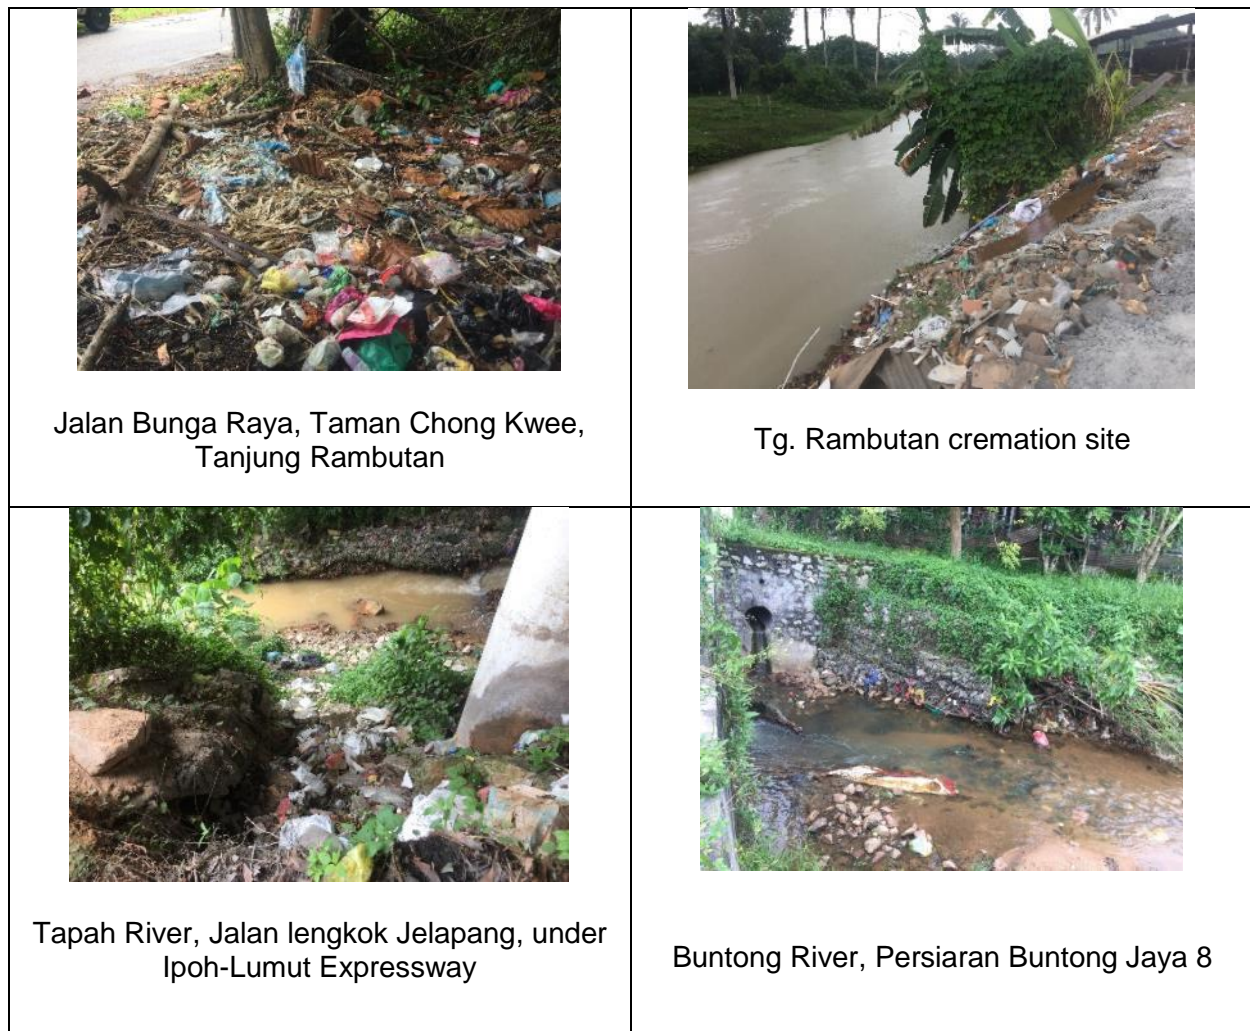 Jalan Bunga Raya, Taman Chong Kwee,
Tanjung Rambutan
Tg. Rambutan cremation site
Tapah River, Jalan lengkok Jelapang, under
Ipoh-Lumut Expressway
Buntong River, Persiaran Buntong Jaya 8